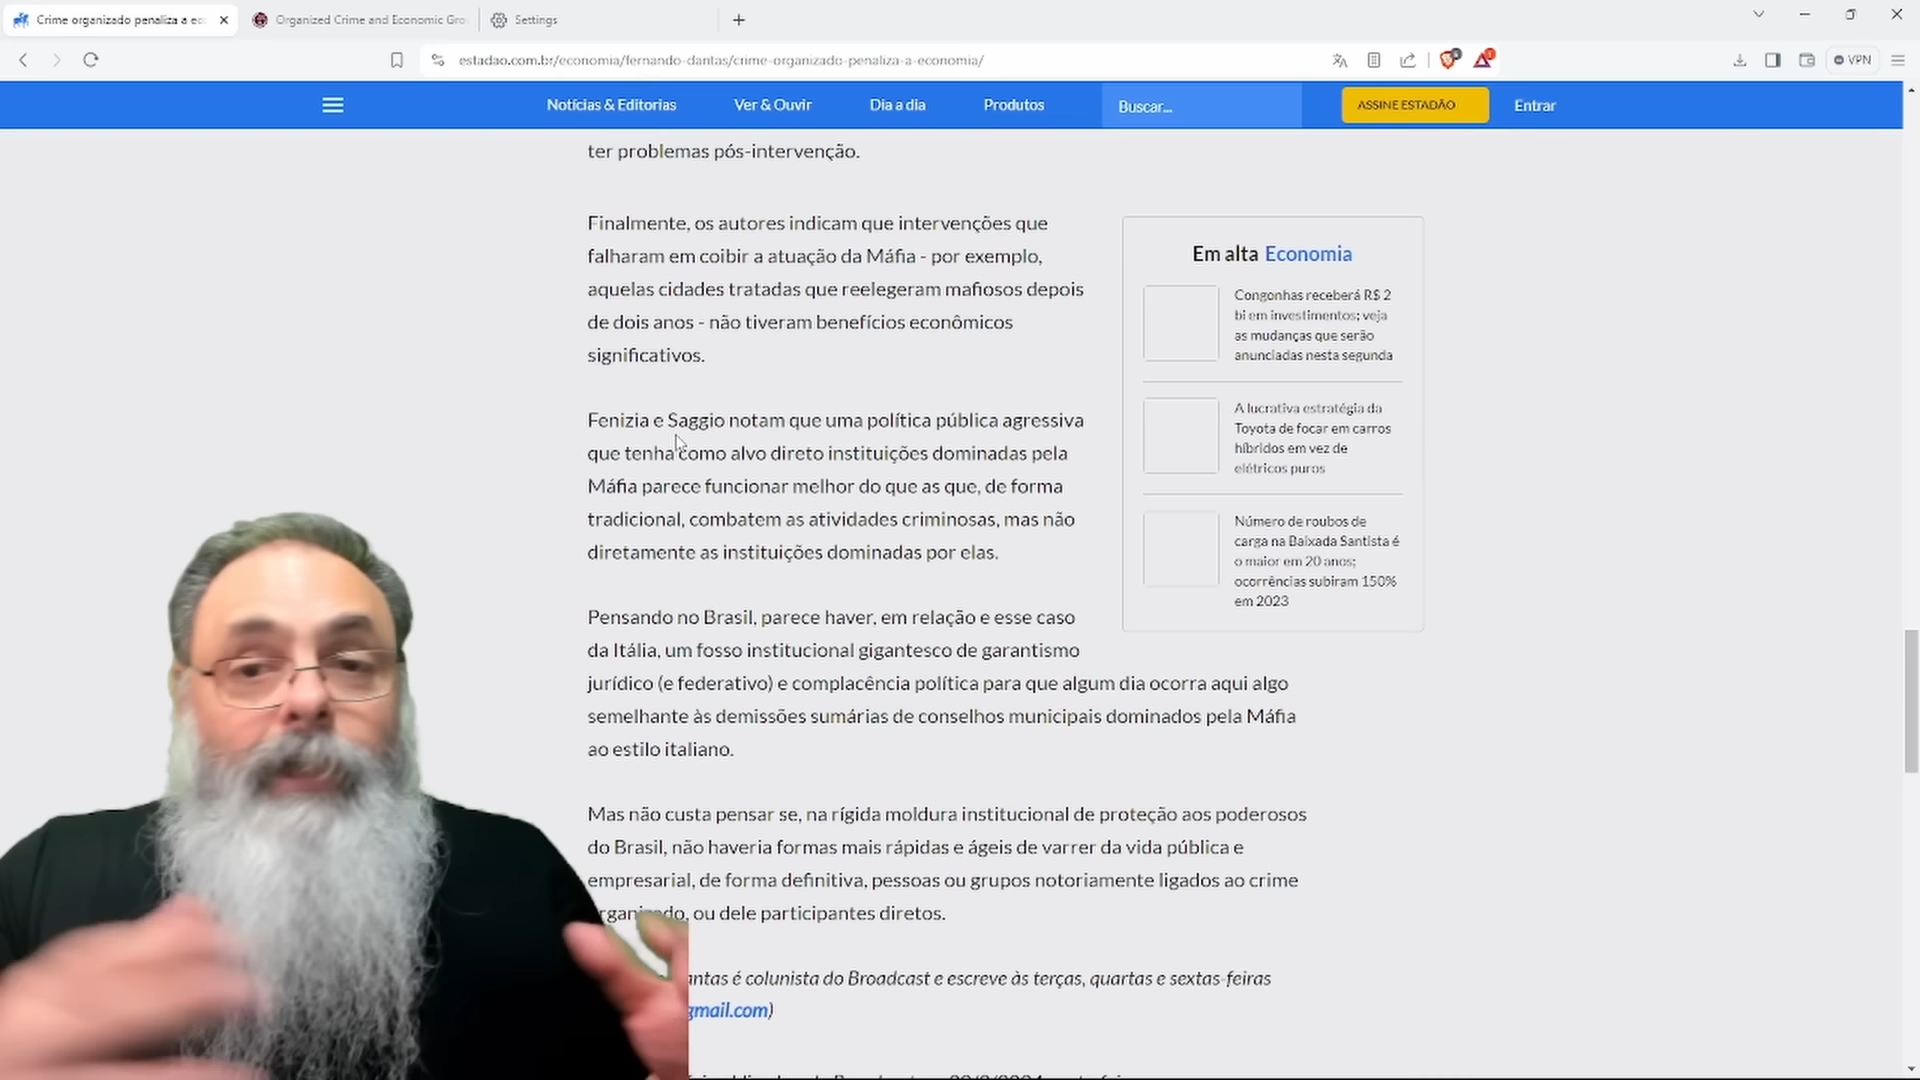 Crime organizado penaliza a ec
Organized Crime and Economic Gro
Settings
estadao.com.br/economia/fernando-dantas/crime-organizado-penaliza-a-economia/
VPN
Notícias & Editorias
Ver & Ouvir
Dia a dia
Produtos
Buscar...
ASSINE ESTADÃO
Entrar
ter problemas pós-intervenção.
Finalmente, os autores indicam que intervenções que
falharam em coibir a atuação da Máfia - por exemplo,
aquelas cidades tratadas que reelegeram mafiosos depois
de dois anos - não tiveram benefícios econômicos
significativos.
Fenizia e Saggio notam que uma política pública agressiva
que tenha como alvo direto instituições dominadas pela
Máfia parece funcionar melhor do que as que, de forma
tradicional, combatem as atividades criminosas, mas não
diretamente as instituições dominadas por elas.
Pensando no Brasil, parece haver, em relação e esse caso
da Itália, um fosso institucional gigantesco de garantismo
jurídico (e federativo) e complacência política para que algum dia ocorra aqui algo
semelhante às demissões sumárias de conselhos municipais dominados pela Máfia
ao estilo italiano.
Mas não custa pensar se, na rígida moldura institucional de proteção aos poderosos
do Brasil, não haveria formas mais rápidas e ágeis de varrer da vida pública e
empresarial, de forma definitiva, pessoas ou grupos notoriamente ligados ao crime
organizado, ou dele participantes diretos.
antas é colunista do Broadcast e escreve às terças, quartas e sextas-feiras
gmail.com)
Em alta Economia
Congonhas receberá R$ 2
bi em investimentos; veja
as mudanças que serão
anunciadas nesta segunda
A lucrativa estratégia da
Toyota de focar em carros
híbridos em vez de
elétricos puros
Número de roubos de
carga na Baixada Santista é
o maior em 20 anos;
ocorrências subiram 150%
em 2023